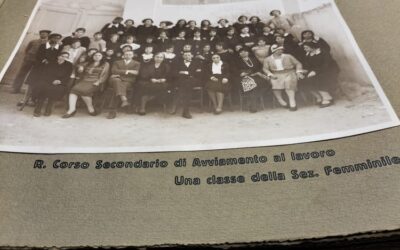 R. Corso Secondario di Avviamento al lavoro
Una classe della Sez. Femminile